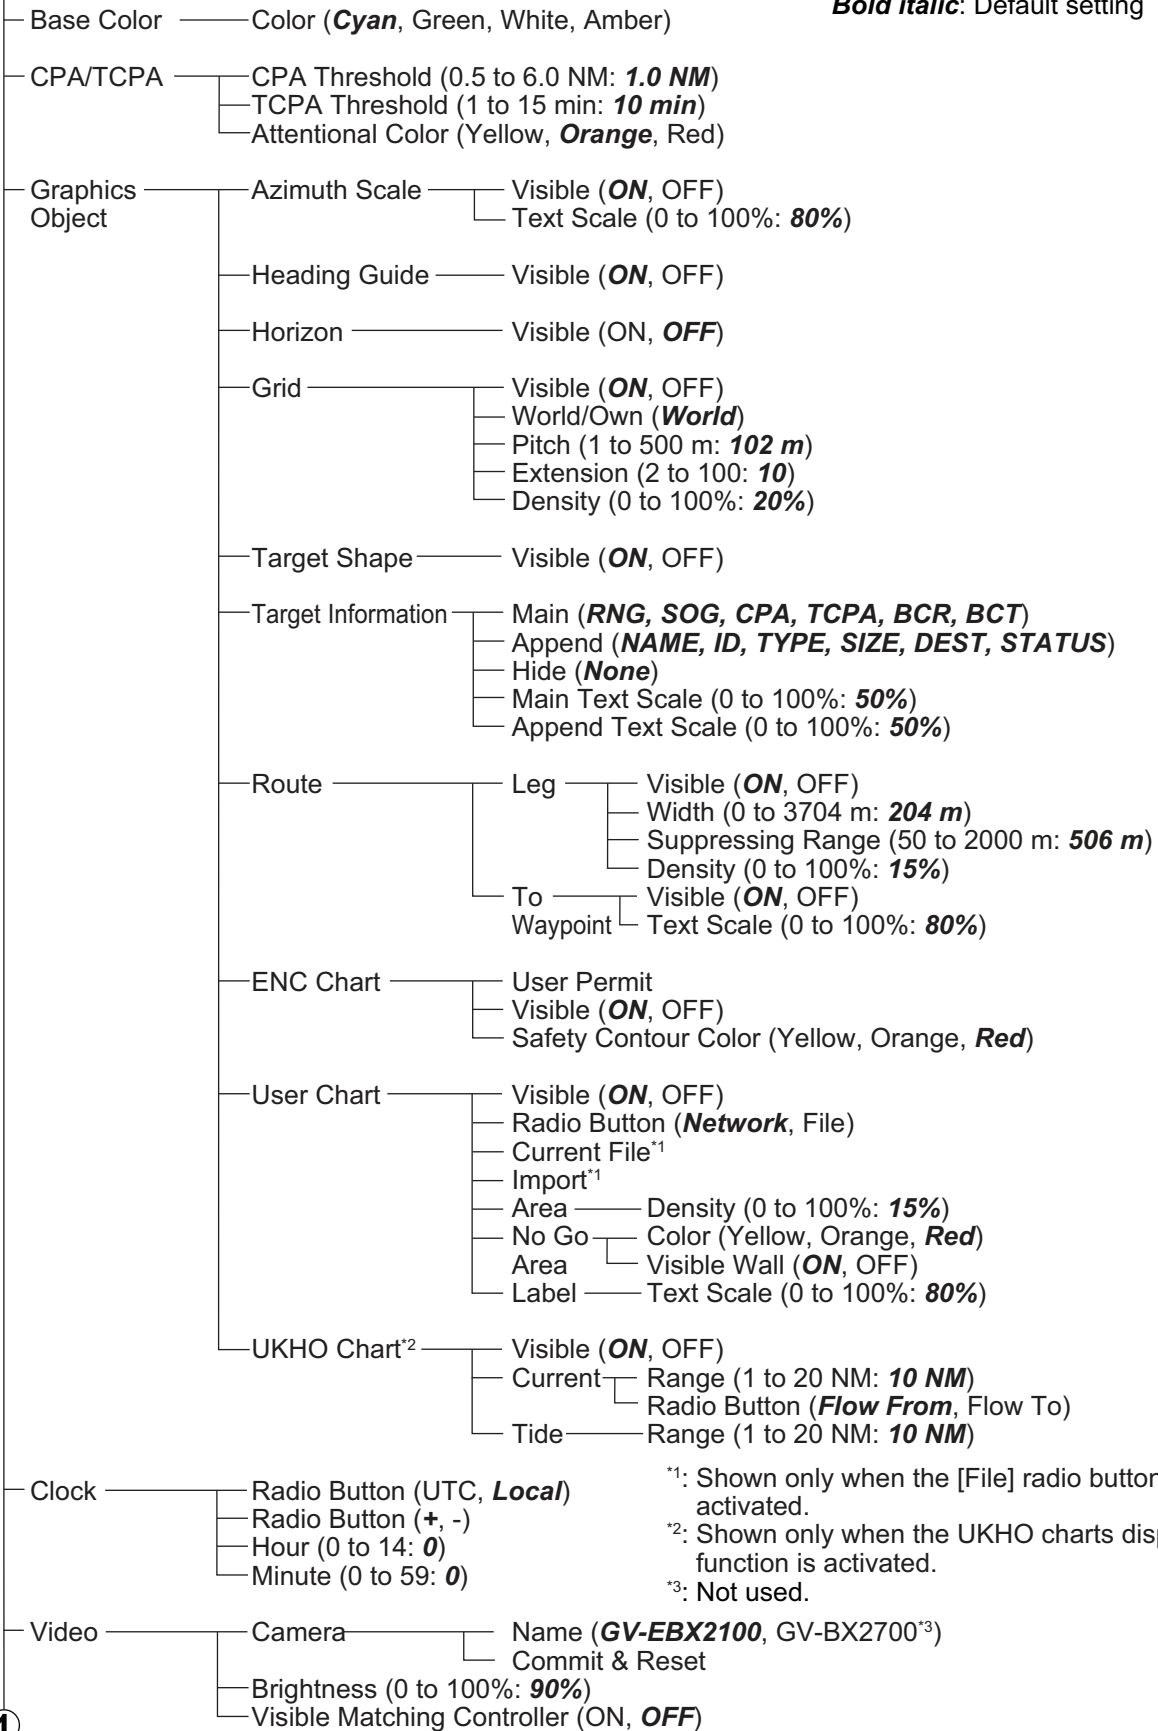 Bold Italic: Default setting
Base Color Color (Cyan, Green, White, Amber)
CPA/TCPA CPA Threshold (0.5 to 6.0 NM: 1.0 NM)
TCPA Threshold (1 to 15 min: 10 min)
Attentional Color (Yellow, Orange, Red)
Graphics Azimuth Scale Visible (ON, OFF)
Object Text Scale (0 to 100%: 80%)
Heading Guide Visible (ON, OFF)
Horizon Visible (ON, OFF)
Grid Visible (ON, OFF)
World/Own (World)
Pitch (1 to 500 m: 102 m)
Extension (2 to 100: 10)
Density (0 to 100%: 20%)
Target Shape Visible (ON, OFF)
Target Information Main (RNG, SOG, CPA, TCPA, BCR, BCT)
Append (NAME, ID, TYPE, SIZE, DEST, STATUS)
Hide (None)
Main Text Scale (0 to 100%: 50%)
Append Text Scale (0 to 100%: 50%)
Route Leg Visible (ON, OFF)
Width (0 to 3704 m: 204 m)
Suppressing Range (50 to 2000 m: 506 m)
Density (0 to 100%: 15%)
To Visible (ON, OFF)
Waypoint Text Scale (0 to 100%: 80%)
ENC Chart User Permit
Visible (ON, OFF)
Safety Contour Color (Yellow, Orange, Red)
User Chart Visible (ON, OFF)
Radio Button (Network, File)
Current File*1
Import*1
Area Density (0 to 100%: 15%)
No Go Color (Yellow, Orange, Red)
Area Visible Wall (ON, OFF)
Label Text Scale (0 to 100%: 80%)
UKHO Chart*2 Visible (ON, OFF)
Current Range (1 to 20 NM: 10 NM)
Radio Button (Flow From, Flow To)
Tide Range (1 to 20 NM: 10 NM)
Clock Radio Button (UTC, Local)
Radio Button (+, -)
Hour (0 to 14: 0)
Minute (0 to 59: 0)
*1: Shown only when the [File] radio button
activated.
*2: Shown only when the UKHO charts
function is activated.
*3: Not used.
Video Camera Name (GV-EBX2100, GV-BX2700*3)
Commit & Reset
Brightness (0 to 100%: 90%)
Visible Matching Controller (ON, OFF)